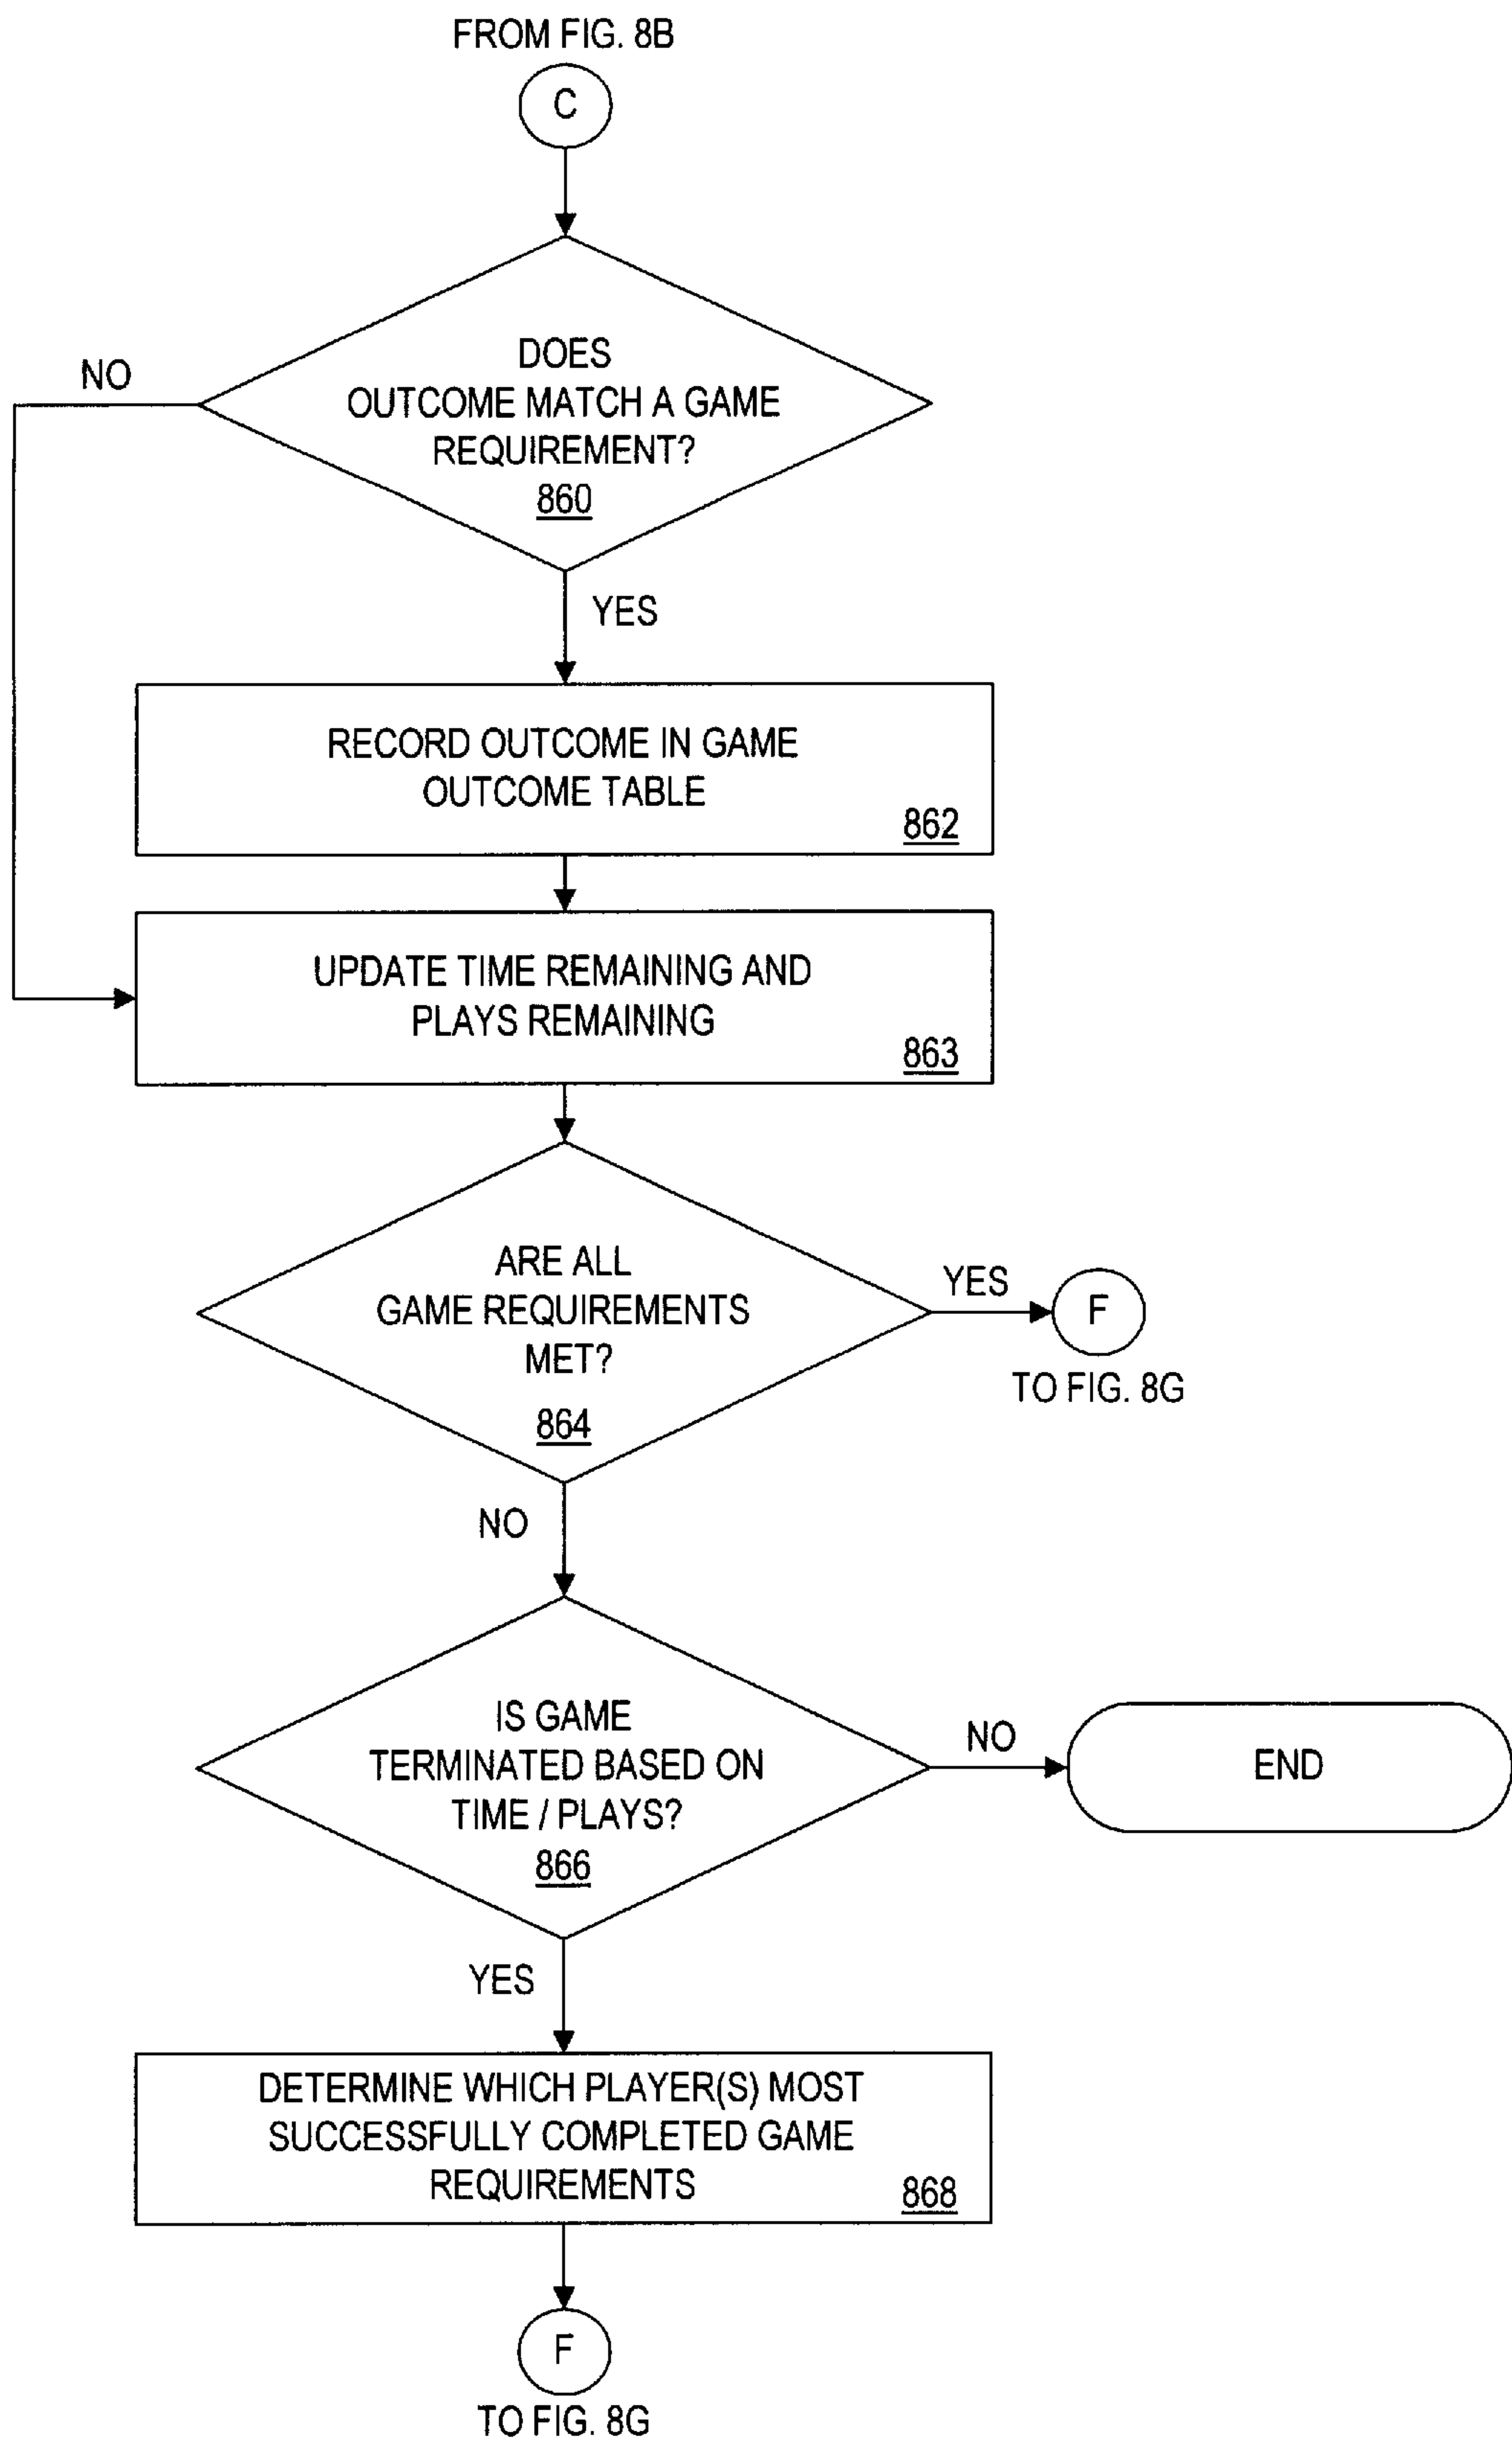 FROM FIG. 8B
C
DOES
OUTCOME MATCH A GAME
REQUIREMENT?
860
NO
YES
RECORD OUTCOME IN GAME
OUTCOME TABLE
862
UPDATE TIME REMAINING AND
PLAYS REMAINING
863
ARE ALL
GAME REQUIREMENTS
MET?
864
YES
F
TO FIG. 8G
NO
IS GAME
TERMINATED BASED ON
TIME / PLAYS?
866
NO
END
YES
DETERMINE WHICH PLAYER(S) MOST
SUCCESSFULLY COMPLETED GAME
REQUIREMENTS
868
F
TO FIG. 8G